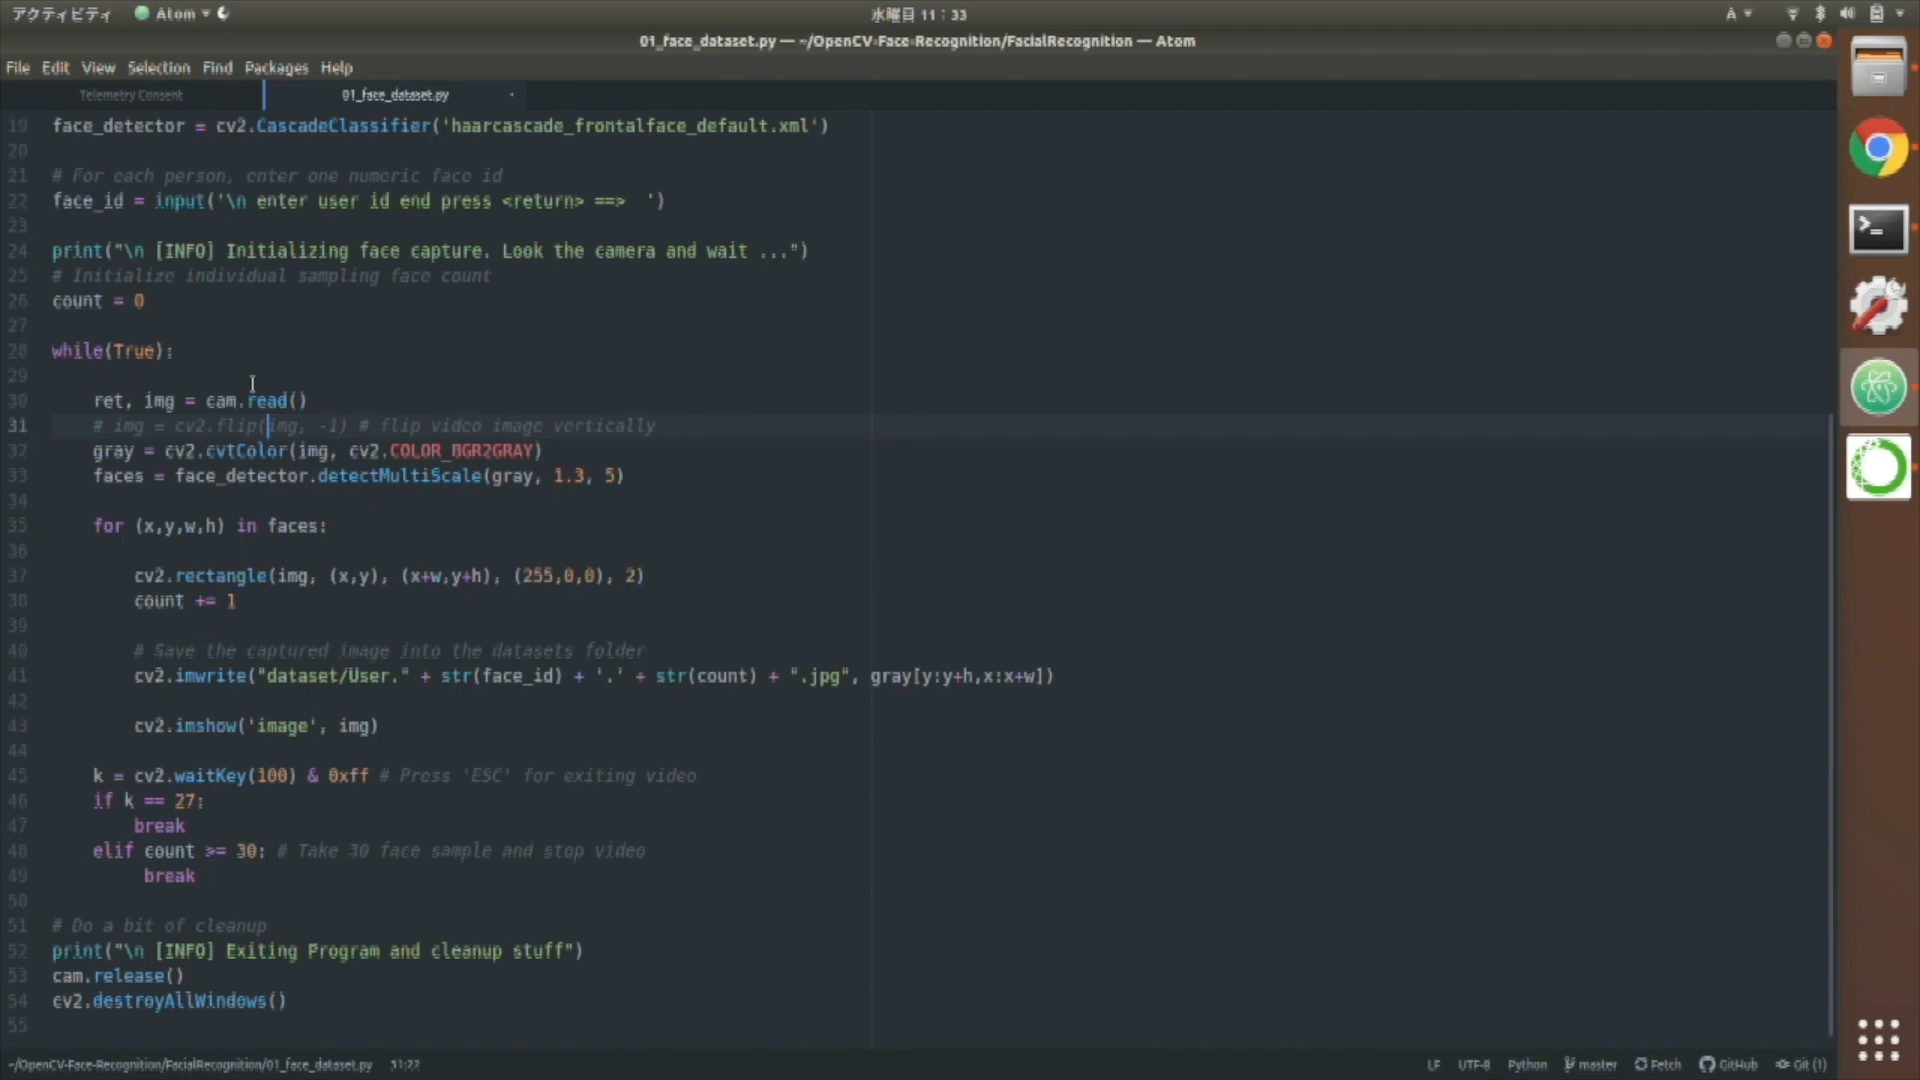 アクティビティ Atom 水曜日 11:33 A
01_face_dataset.py — ~/OpenCV-Face-Recognition/FacialRecognition — Atom
File Edit View Selection Find Packages Help
Telemetry Consent 01_face_dataset.py
19 face_detector = cv2.CascadeClassifier('haarcascade_frontalface_default.xml')
20
21 # For each person, enter one numeric face id
22 face_id = input('\n enter user id end press <return> ==>  ')
23
24 print("\n [INFO] Initializing face capture. Look the camera and wait ...")
25 # Initialize individual sampling face count
26 count = 0
27
28 while(True):
29
30     ret, img = cam.read()
31     # img = cv2.flip(img, -1) # flip video image vertically
32     gray = cv2.cvtColor(img, cv2.COLOR_BGR2GRAY)
33     faces = face_detector.detectMultiScale(gray, 1.3, 5)
34
35     for (x,y,w,h) in faces:
36
37         cv2.rectangle(img, (x,y), (x+w,y+h), (255,0,0), 2)
38         count += 1
39
40         # Save the captured image into the datasets folder
41         cv2.imwrite("dataset/User." + str(face_id) + '.' + str(count) + ".jpg", gray[y:y+h,x:x+w])
42
43         cv2.imshow('image', img)
44
45     k = cv2.waitKey(100) & 0xff # Press 'ESC' for exiting video
46     if k == 27:
47         break
48     elif count >= 30: # Take 30 face sample and stop video
49          break
50
51 # Do a bit of cleanup
52 print("\n [INFO] Exiting Program and cleanup stuff")
53 cam.release()
54 cv2.destroyAllWindows()
55
~/OpenCV-Face-Recognition/FacialRecognition/01_face_dataset.py 31:22 LF UTF-8 Python master Fetch GitHub Git (1)